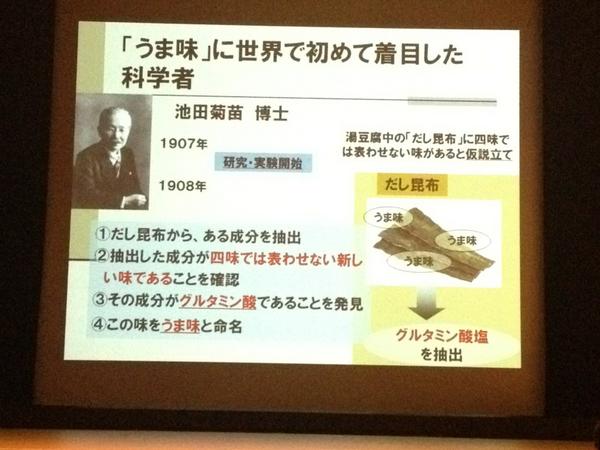 「うま味」に世界で初めて着目した
科学者
池田菊苗 博士
1907年
研究・実験開始
1908年
湯豆腐中の「だし昆布」に四味で
は表わせない味があると仮説立て
だし昆布
うま味
うま味
うま味
①だし昆布から、ある成分を抽出
②抽出した成分が四味では表わせない新し
い味であることを確認
③その成分がグルタミン酸であることを発見
④この味をうま味と命名
グルタミン酸塩
を抽出